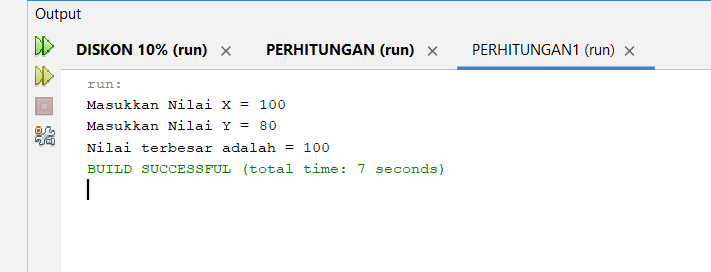 Output
DISKON 10% (run) × PERHITUNGAN (run) × PERHITUNGAN1 (run) ×
run:
Masukkan Nilai X = 100
Masukkan Nilai Y = 80
Nilai terbesar adalah = 100
BUILD SUCCESSFUL (total time: 7 seconds)